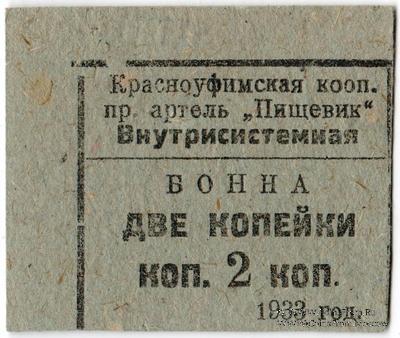 Красноуфимская кооп.
пр. артель „Пищевик“
Внутрисистемная
БОННА
ДВЕ КОПЕЙКИ
КОП. 2 КОП.
1933 год.